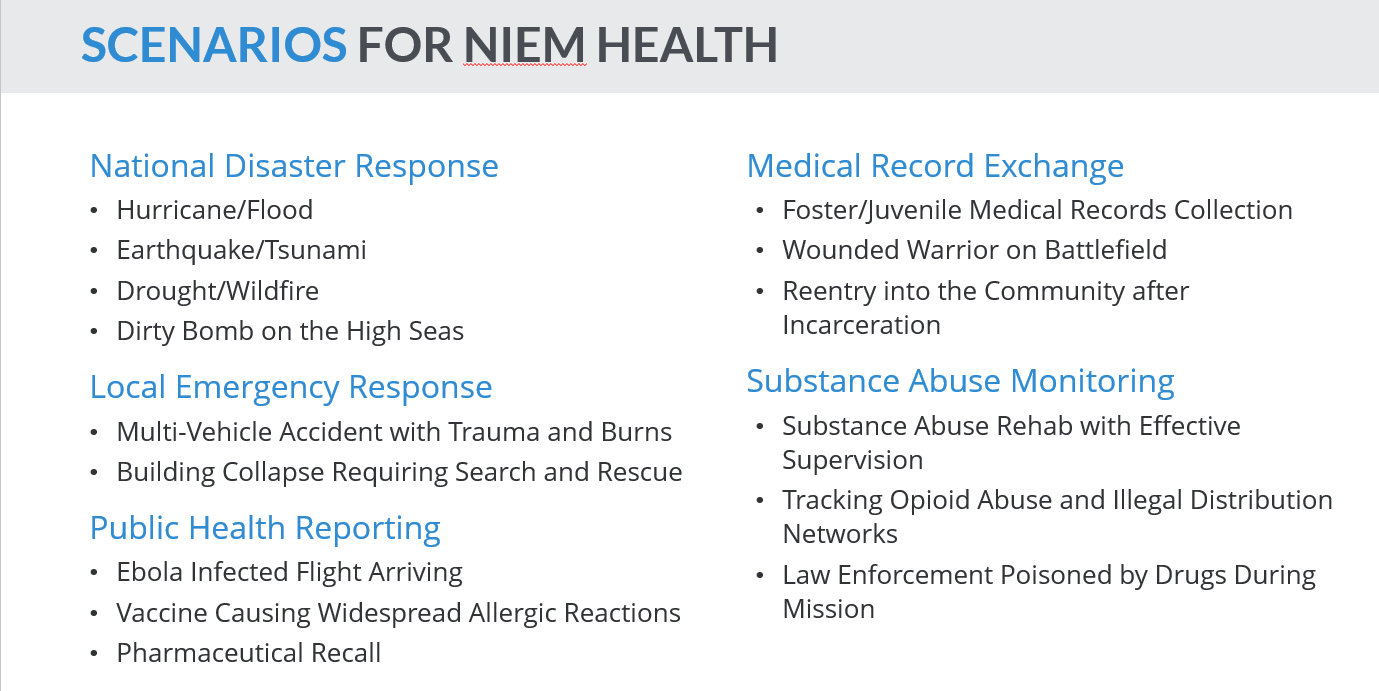 SCENARIOS FOR NIEM HEALTH
National Disaster Response
• Hurricane/Flood
• Earthquake/Tsunami
• Drought/Wildfire
• Dirty Bomb on the High Seas
Local Emergency Response
• Multi-Vehicle Accident with Trauma and Burns
• Building Collapse Requiring Search and Rescue
Public Health Reporting
• Ebola Infected Flight Arriving
• Vaccine Causing Widespread Allergic Reactions
• Pharmaceutical Recall
Medical Record Exchange
• Foster/Juvenile Medical Records Collection
• Wounded Warrior on Battlefield
• Reentry into the Community after
Incarceration
Substance Abuse Monitoring
• Substance Abuse Rehab with Effective
Supervision
• Tracking Opioid Abuse and Illegal Distribution
Networks
• Law Enforcement Poisoned by Drugs During
Mission